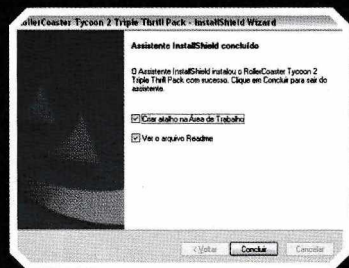 RollerCoaster Tycoon 2 Triple Thrill Pack - InstallShield Wizard
Assistente InstallShield concluído
O Assistente InstallShield instalou o RollerCoaster Tycoon 2
Triple Thrill Pack com sucesso. Clique em Concluir para sair do
assistente.
Criar atalho na Área de Trabalho
Ver o arquivo Readme
< Voltar
Concluir
Cancelar